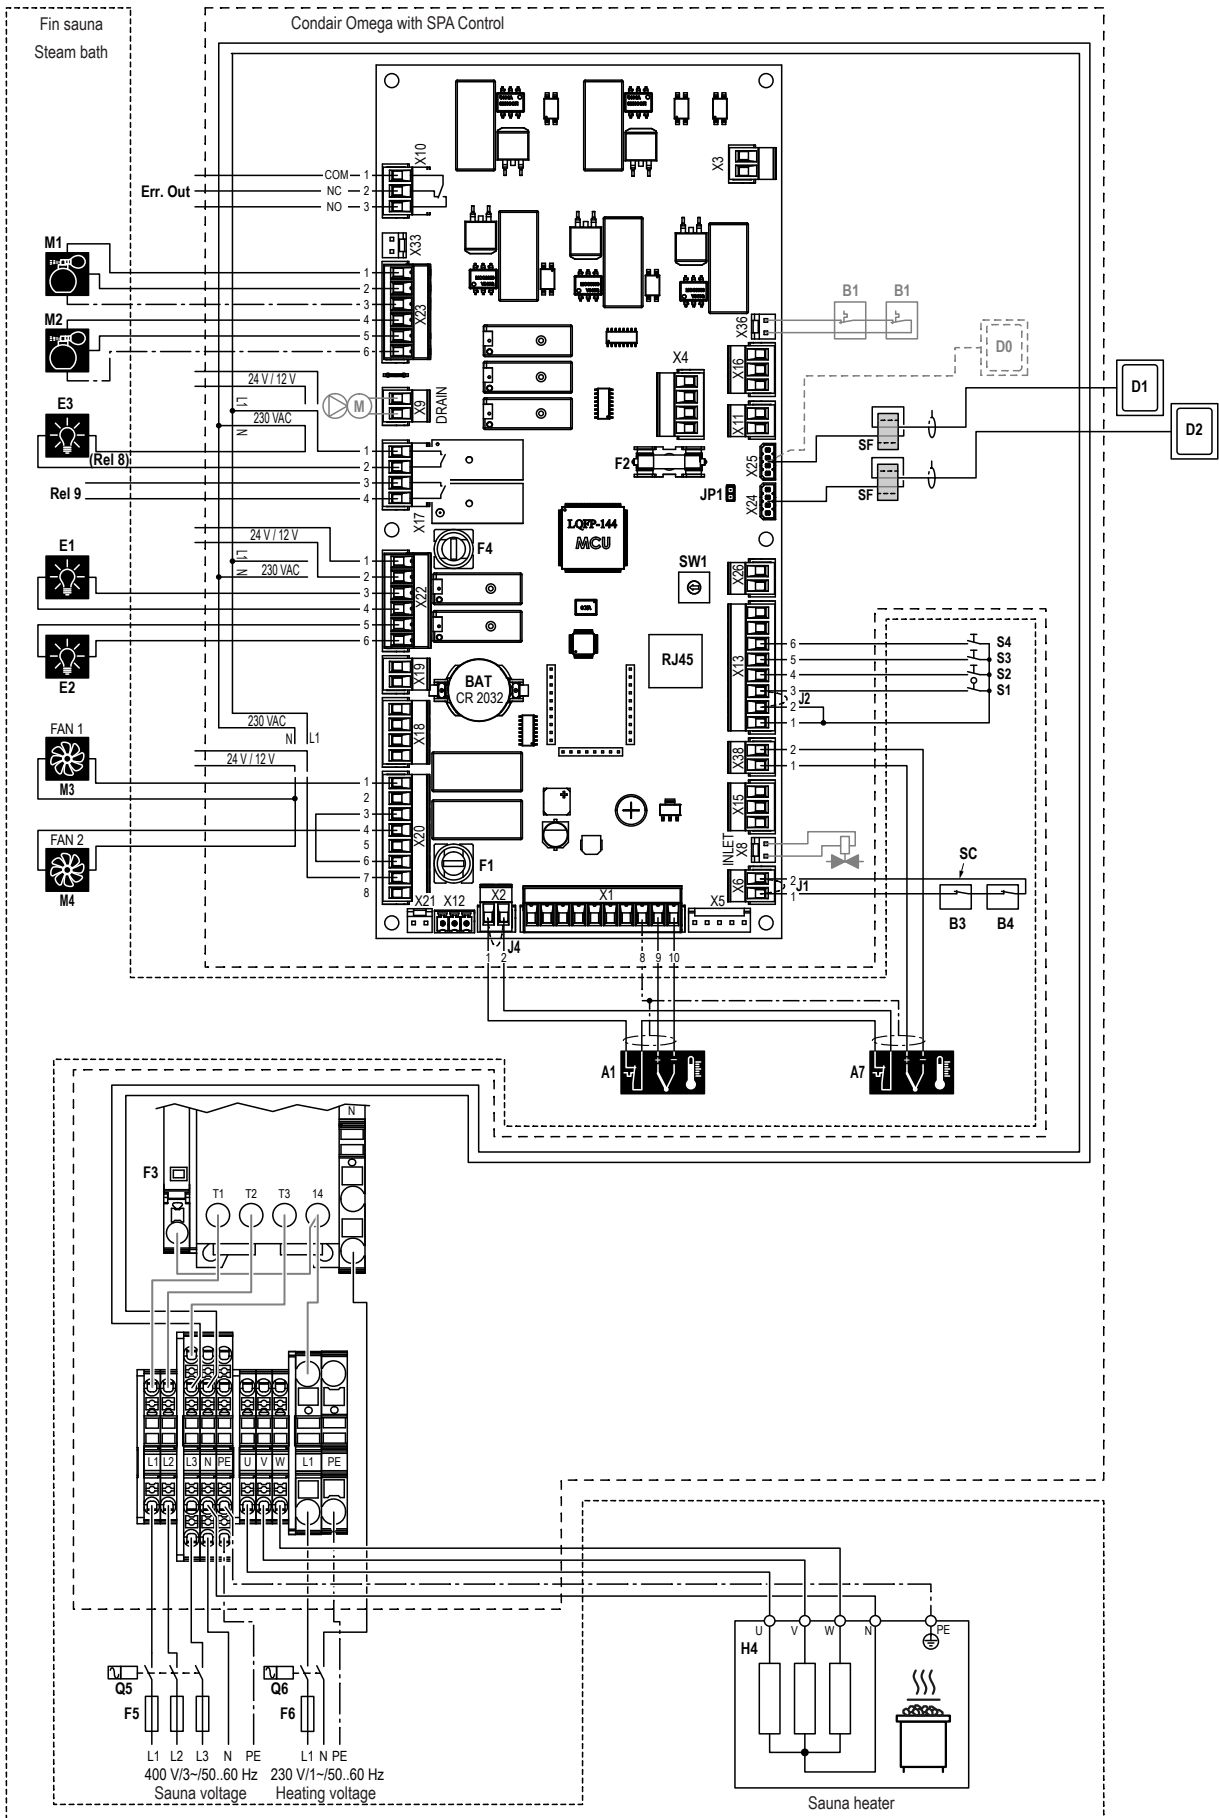 Fin sauna
Steam bath
Condair Omega with SPA Control
X10
X3
COM 1
NC 2
NO 3
Err. Out
X33
M1
1
2
3
4
5
6
X23
M2
B1 B1
X36
D0
X4
X16
D1
24 V / 12 V
L1
230 VAC
N
M
X9
DRAIN
X11
E3
(Rel 8)
1
2
3
4
X17
D2
F2
SF
X25
Rel 9
JP1
X24
SF
LQFP-144
MCU
F4
24 V / 12 V
L1
N
230 VAC
E1
1
2
3
4
5
6
X22
SW1
X26
E2
RJ45
X13
6
5
4
3
2
1
S4
S3
S2
S1
J2
X19
BAT
CR 2032
230 VAC
N L1
X18
X38
2
1
FAN 1
24 V / 12 V
M3
1
2
3
4
5
6
7
8
X20
X15
FAN 2
M4
INLET
X8
F1
SC
X6
2
1
J1
B3 B4
X21 X12 X2 X1 X5
J4
1 2 8 9 10
A1
A7
N
F3
T1 T2 T3 14
L1 L2 L3 N PE U V W L1 PE
U V W N PE
H4
Q5 Q6
F5 F6
L1 L2 L3 N PE L1 N PE
400 V/3~/50..60 Hz 230 V/1~/50..60 Hz
Sauna voltage Heating voltage
Sauna heater